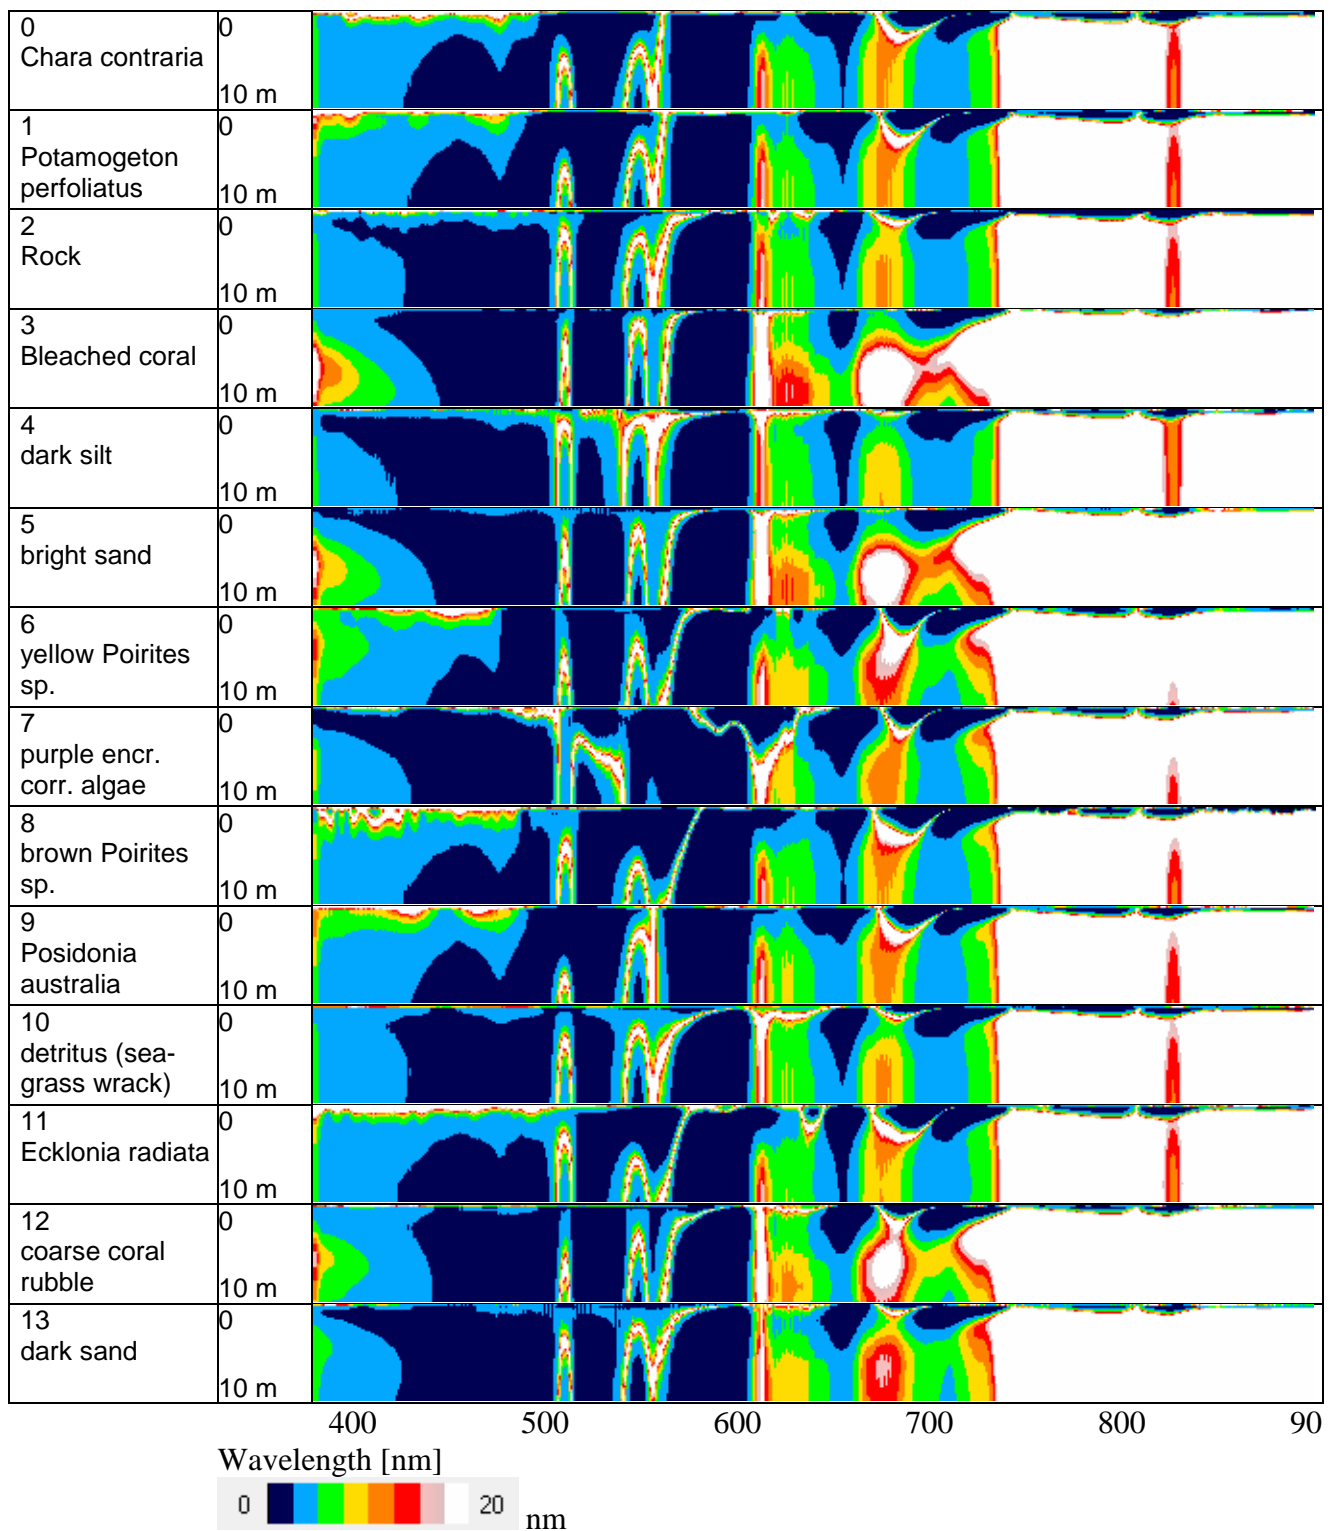 0
Chara contraria
0
10 m
1
Potamogeton
perfoliatus
0
10 m
2
Rock
0
10 m
3
Bleached coral
0
10 m
4
dark silt
0
10 m
5
bright sand
0
10 m
6
yellow Poirites
sp.
0
10 m
7
purple encr.
corr. algae
0
10 m
8
brown Poirites
sp.
0
10 m
9
Posidonia
australia
0
10 m
10
detritus (sea-
grass wrack)
0
10 m
11
Ecklonia radiata
0
10 m
12
coarse coral
rubble
0
10 m
13
dark sand
0
10 m
400 500 600 700 800 90
Wavelength [nm]
0 20 nm